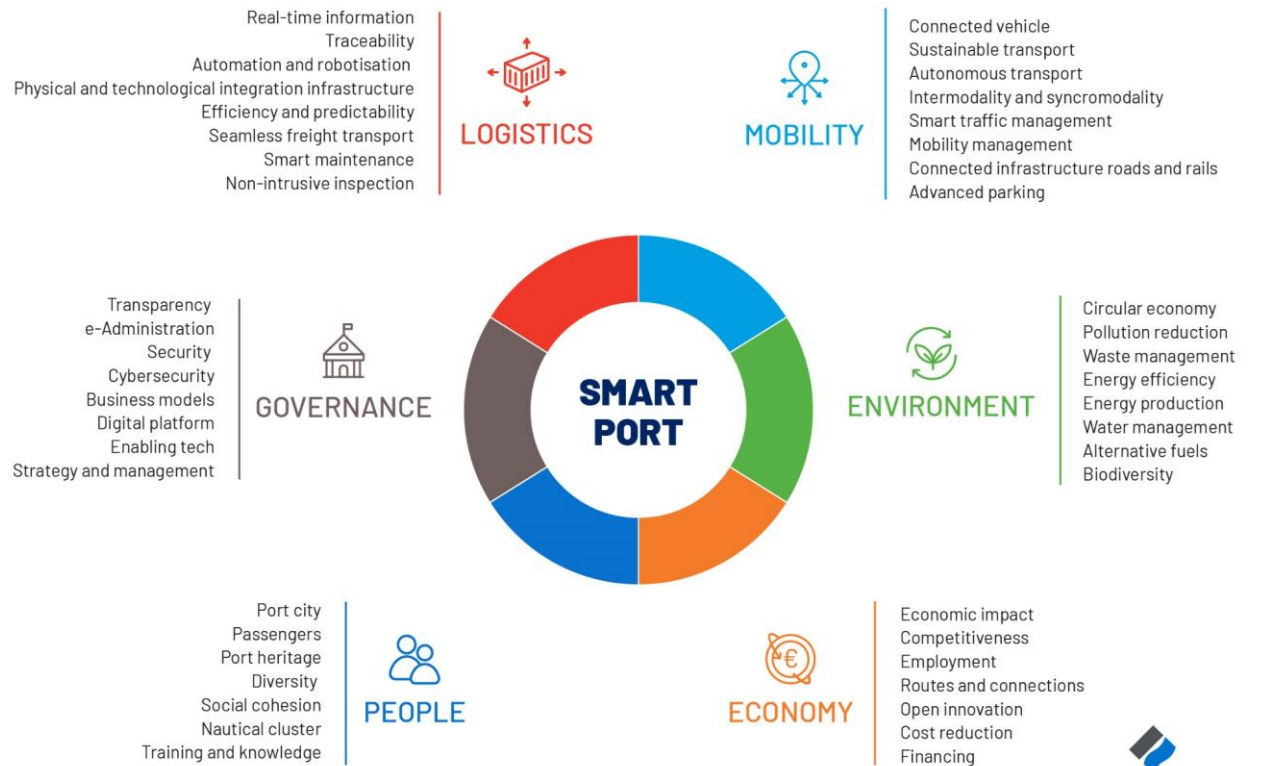 Real-time information
Traceability
Automation and robotisation
Physical and technological integration infrastructure
Efficiency and predictability
Seamless freight transport
Smart maintenance
Non-intrusive inspection
LOGISTICS
MOBILITY
Connected vehicle
Sustainable transport
Autonomous transport
Intermodality and syncromodality
Smart traffic management
Mobility management
Connected infrastructure roads and rails
Advanced parking
Transparency
e-Administration
Security
Cybersecurity
Business models
Digital platform
Enabling tech
Strategy and management
GOVERNANCE
SMART
PORT
ENVIRONMENT
Circular economy
Pollution reduction
Waste management
Energy efficiency
Energy production
Water management
Alternative fuels
Biodiversity
Port city
Passengers
Port heritage
Diversity
Social cohesion
Nautical cluster
Training and knowledge
PEOPLE
€
ECONOMY
Economic impact
Competitiveness
Employment
Routes and connections
Open innovation
Cost reduction
Financing